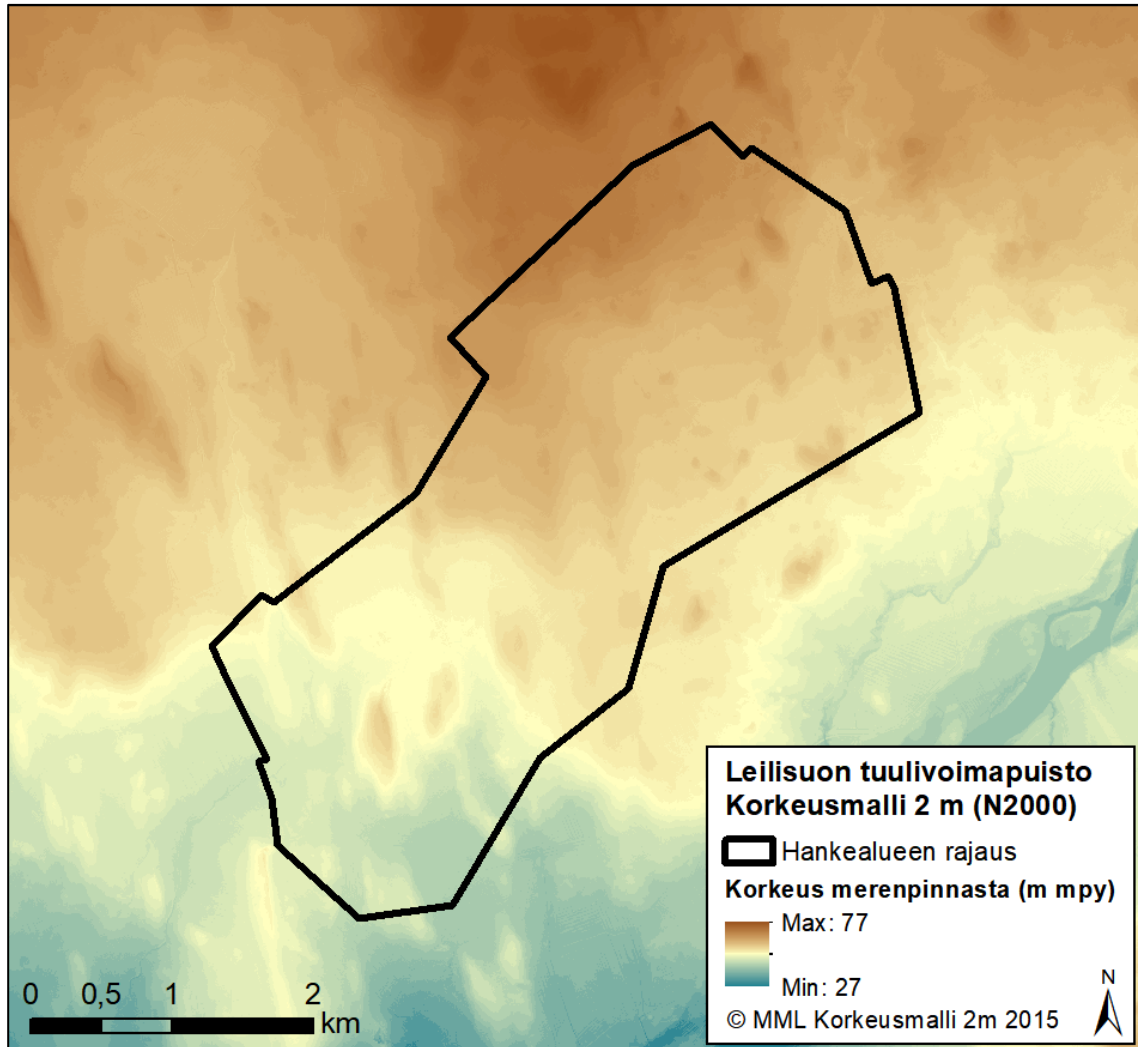 Leilisuon tuulivoimapuisto
Korkeusmalli 2 m (N2000)
Hankealueen rajaus
Korkeus merenpinnasta (m mpy)
Max: 77
Min: 27
© MML Korkeusmalli 2m 2015
N
0 0,5 1 2
km